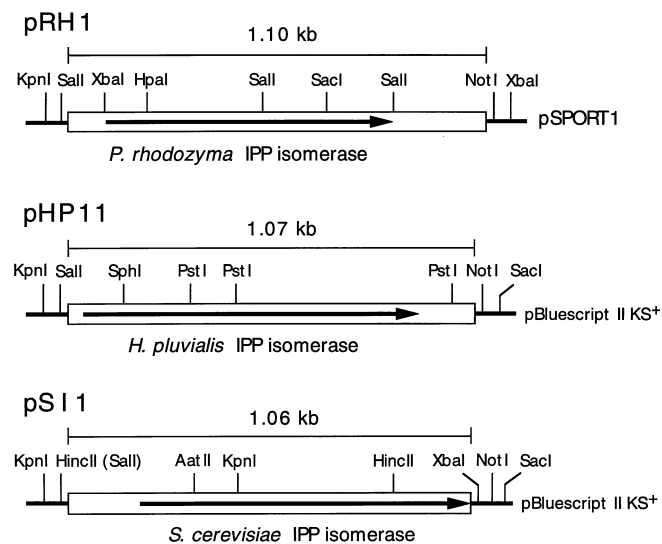 pRH1
1.10 kb
KpnI SalI XbaI HpaI SalI SacI SalI NotI XbaI
pSPORT1
P. rhodozyma IPP isomerase
pHP11
1.07 kb
KpnI SalI SphI PstI PstI PstI NotI SacI
pBluescript II KS+
H. pluvialis IPP isomerase
pSI1
1.06 kb
KpnI HincII (SalI) AatII KpnI HincII XbaI NotI SacI
pBluescript II KS+
S. cerevisiae IPP isomerase